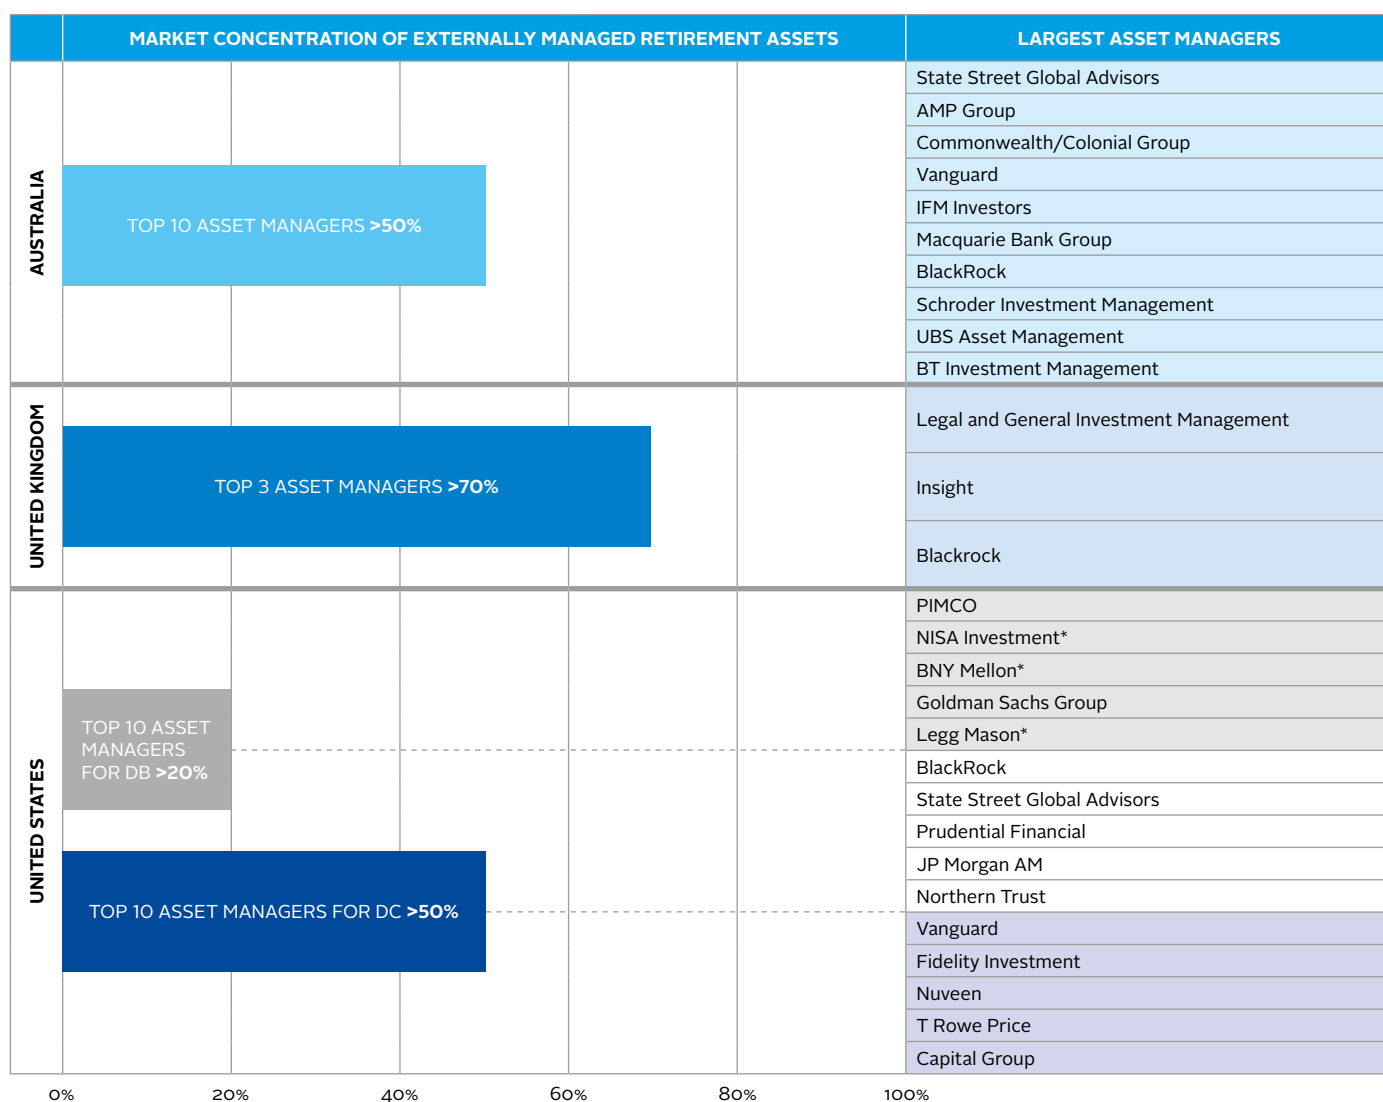 MARKET CONCENTRATION OF EXTERNALLY MANAGED RETIREMENT ASSETS
LARGEST ASSET MANAGERS
AUSTRALIA
TOP 10 ASSET MANAGERS >50%
State Street Global Advisors
AMP Group
Commonwealth/Colonial Group
Vanguard
IFM Investors
Macquarie Bank Group
BlackRock
Schroder Investment Management
UBS Asset Management
BT Investment Management
UNITED KINGDOM
TOP 3 ASSET MANAGERS >70%
Legal and General Investment Management
Insight
Blackrock
UNITED STATES
TOP 10 ASSET
MANAGERS
FOR DB >20%
TOP 10 ASSET MANAGERS FOR DC >50%
PIMCO
NISA Investment*
BNY Mellon*
Goldman Sachs Group
Legg Mason*
BlackRock
State Street Global Advisors
Prudential Financial
JP Morgan AM
Northern Trust
Vanguard
Fidelity Investment
Nuveen
T Rowe Price
Capital Group
0%
20%
40%
60%
80%
100%